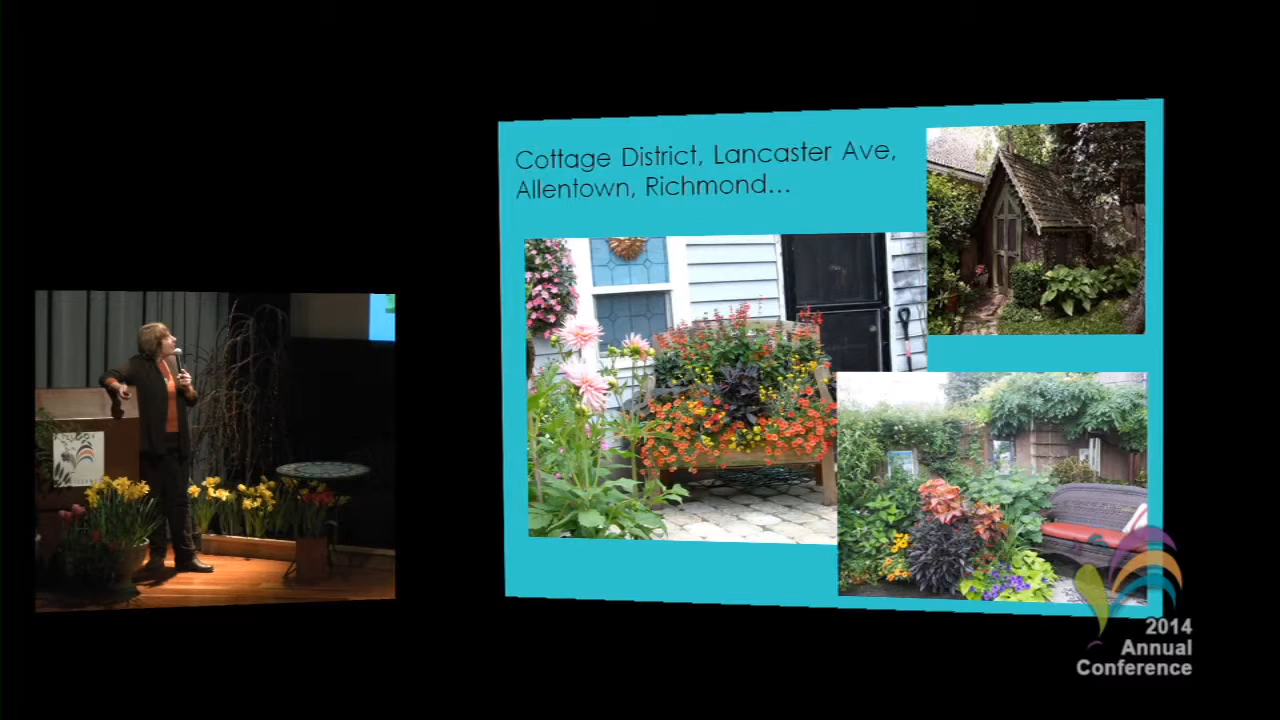 Cottage District, Lancaster Ave,
Allentown, Richmond…
2014
Annual
Conference